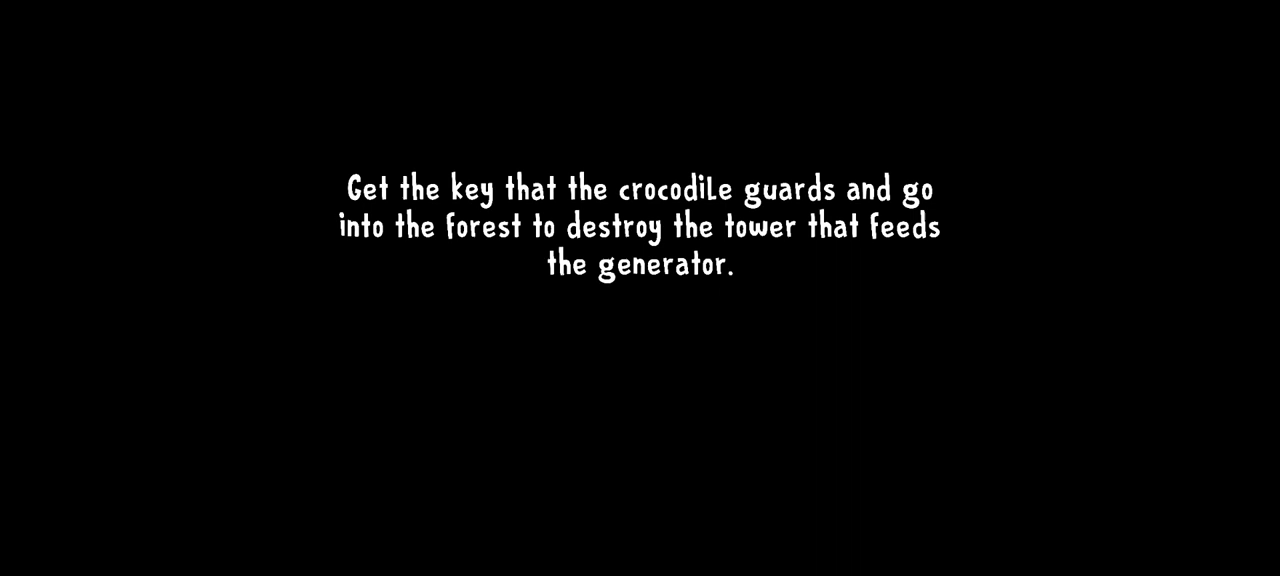 Get the key that the crocodile guards and go
into the forest to destroy the tower that feeds
the generator.